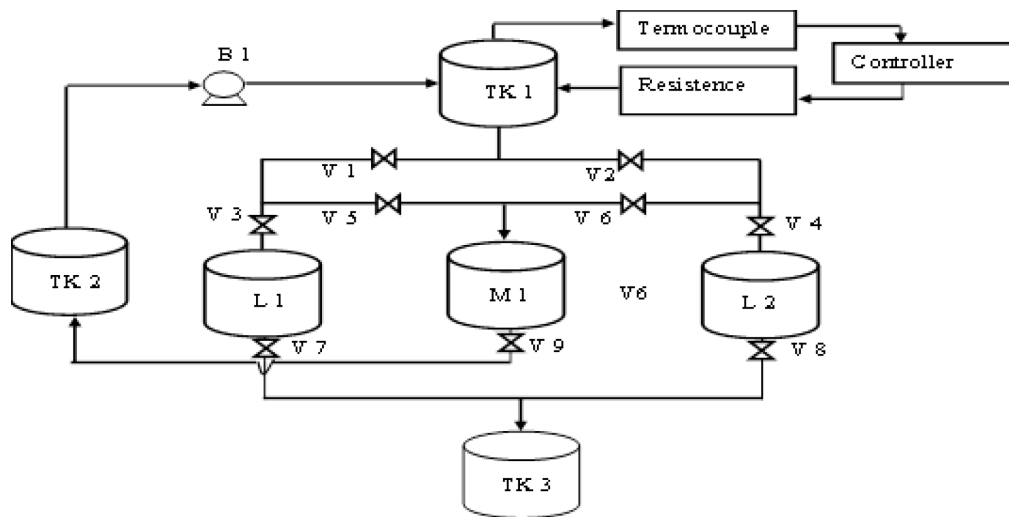 Termocouple
B 1
Controller
TK 1
Resistence
V 1
V2
V 3
V 5
V 6
V 4
TK 2
L 1
M 1
V6
L 2
V 7
V 9
V 8
TK 3